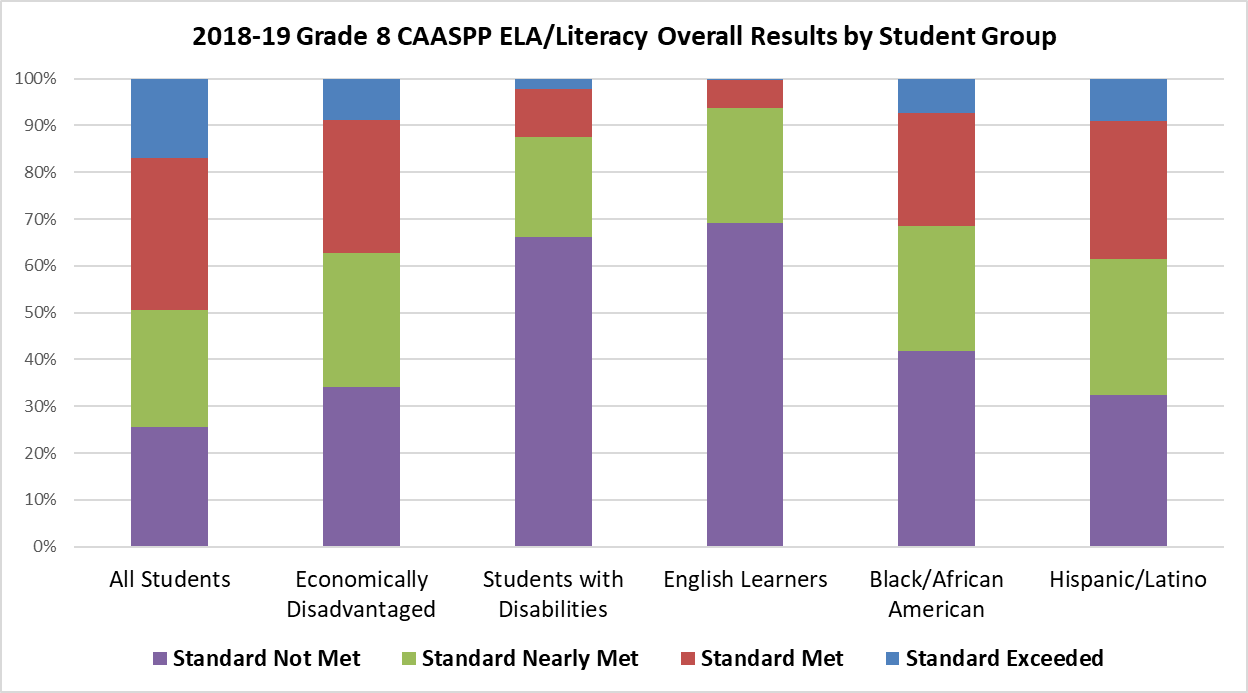 2018-19 Grade 8 CAASPP ELA/Literacy Overall Results by Student Group
100%
90%
80%
70%
60%
50%
40%
30%
20%
10%
0%
All Students
Economically
Disadvantaged
Students with
Disabilities
English Learners
Black/African
American
Hispanic/Latino
Standard Not Met
Standard Nearly Met
Standard Met
Standard Exceeded